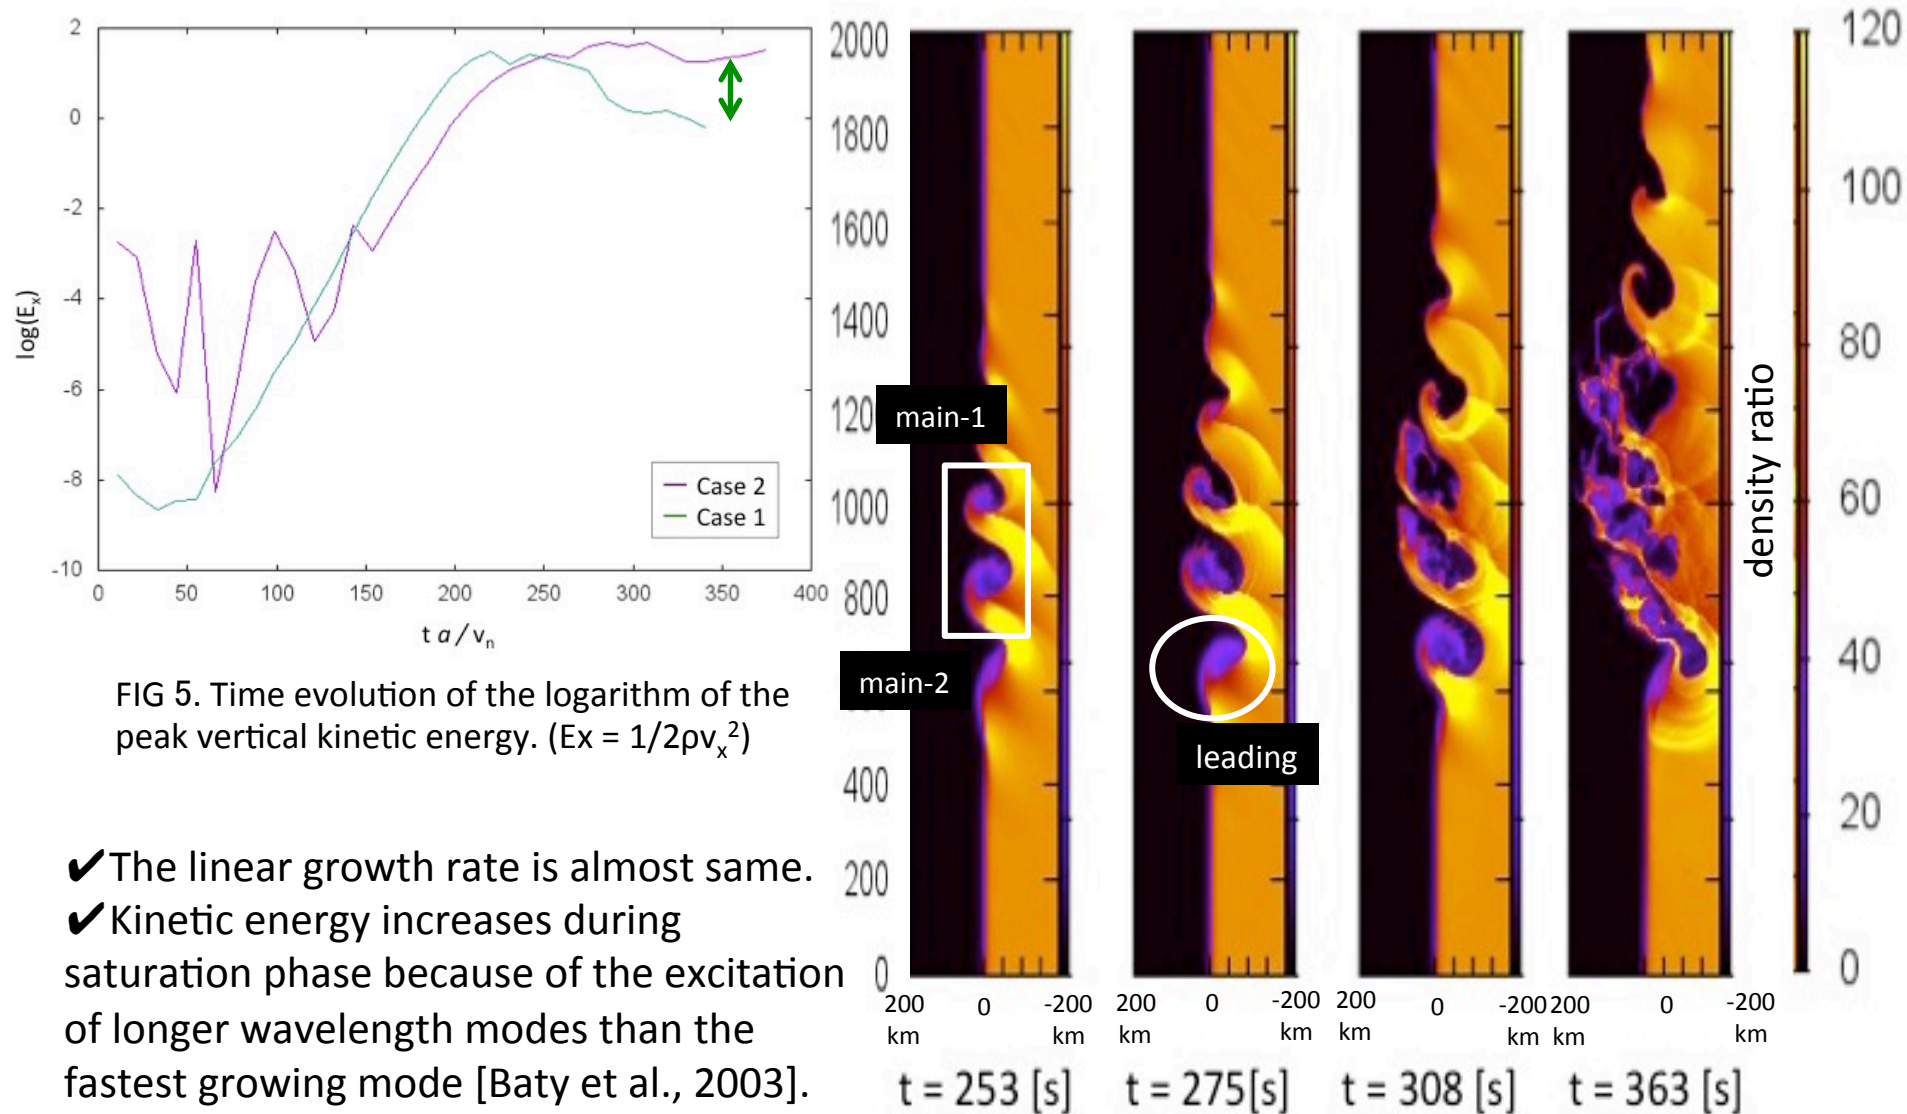 2
0
-2
-4
-6
-8
-10
log(Ex)
0 50 100 150 200 250 300 350 400
t a / vn
Case 2
Case 1
FIG 5. Time evolution of the logarithm of the
peak vertical kinetic energy. (Ex = 1/2ρvx²)
✔The linear growth rate is almost same.
✔Kinetic energy increases during
saturation phase because of the excitation
of longer wavelength modes than the
fastest growing mode [Baty et al., 2003].
2000
1800
1600
1400
120
1000
800
400
200
0
main-1
main-2
leading
200 0 -200
km km
200 0 -200
km km
200 0 -200
km km
200 0 -200
km km
t = 253 [s]
t = 275[s]
t = 308 [s]
t = 363 [s]
density ratio
120
100
80
60
40
20
0